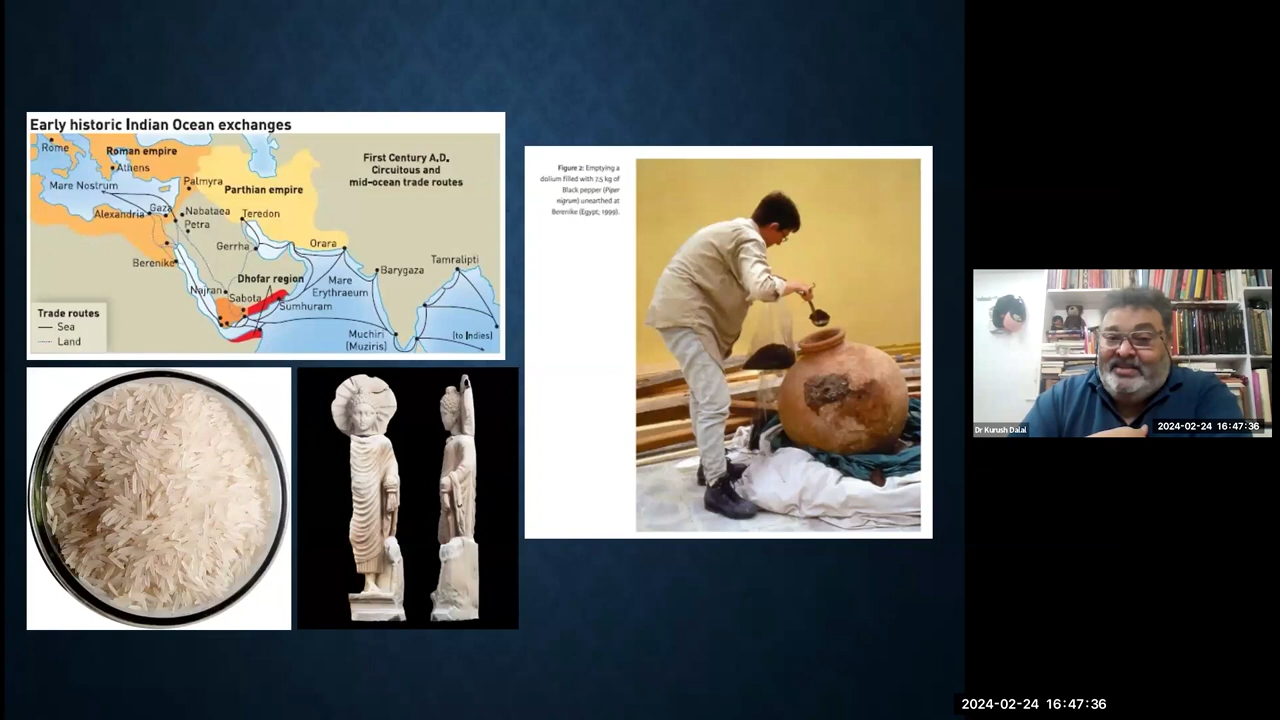 Early historic Indian Ocean exchanges
Rome
Roman empire
Athens
First Century A.D.
Circuitous and
mid-ocean trade routes
Mare Nostrum
Palmyra
Parthian empire
Alexandria
Gaza
Nabataea
Petra
Teredon
Gerrha
Orara
Berenike
Barygaza
Tamralipti
Dhofar region
Mare
Erythraeum
Najran
Sabota
Sumhuram
Trade routes
Sea
Land
Muchiri
(Muziris)
(to Indies)
Figure 2: Emptying a
dolium filled with 7.5 kg of
Black pepper (Piper
nigrum) unearthed at
Berenike (Egypt; 1999).
Dr Kurush Dalal
2024-02-24 16:47:36
2024-02-24 16:47:36